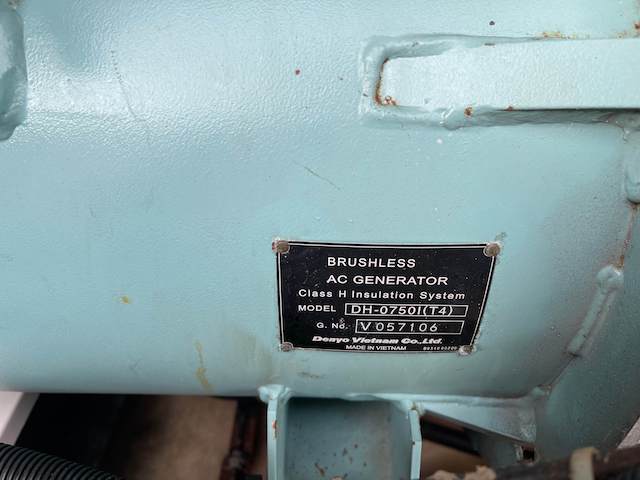 BRUSHLESS
AC GENERATOR
Class H Insulation System
MODEL DH-0750I(T4)
G. No. V057106
Denyo Vietnam Co.,Ltd.
MADE IN VIETNAM